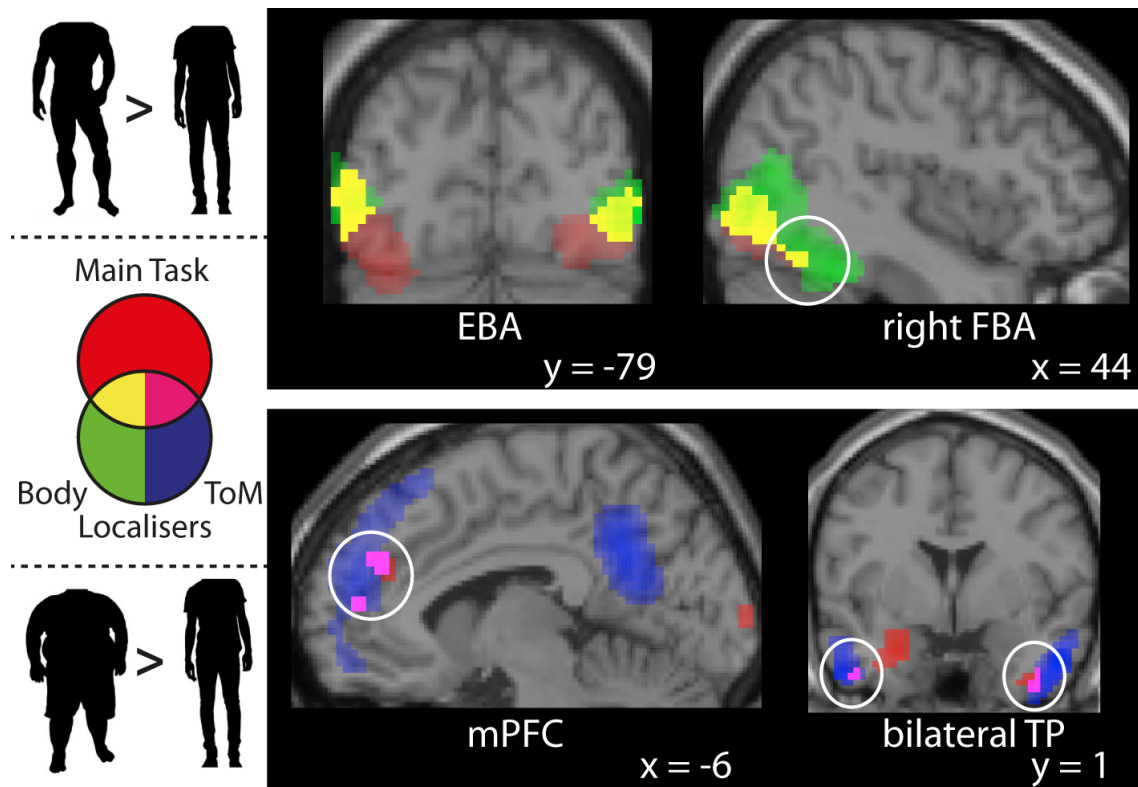 >
Main Task
Body
ToM
Localisers
>
EBA
y = -79
right FBA
x = 44
mPFC
x = -6
bilateral TP
y = 1